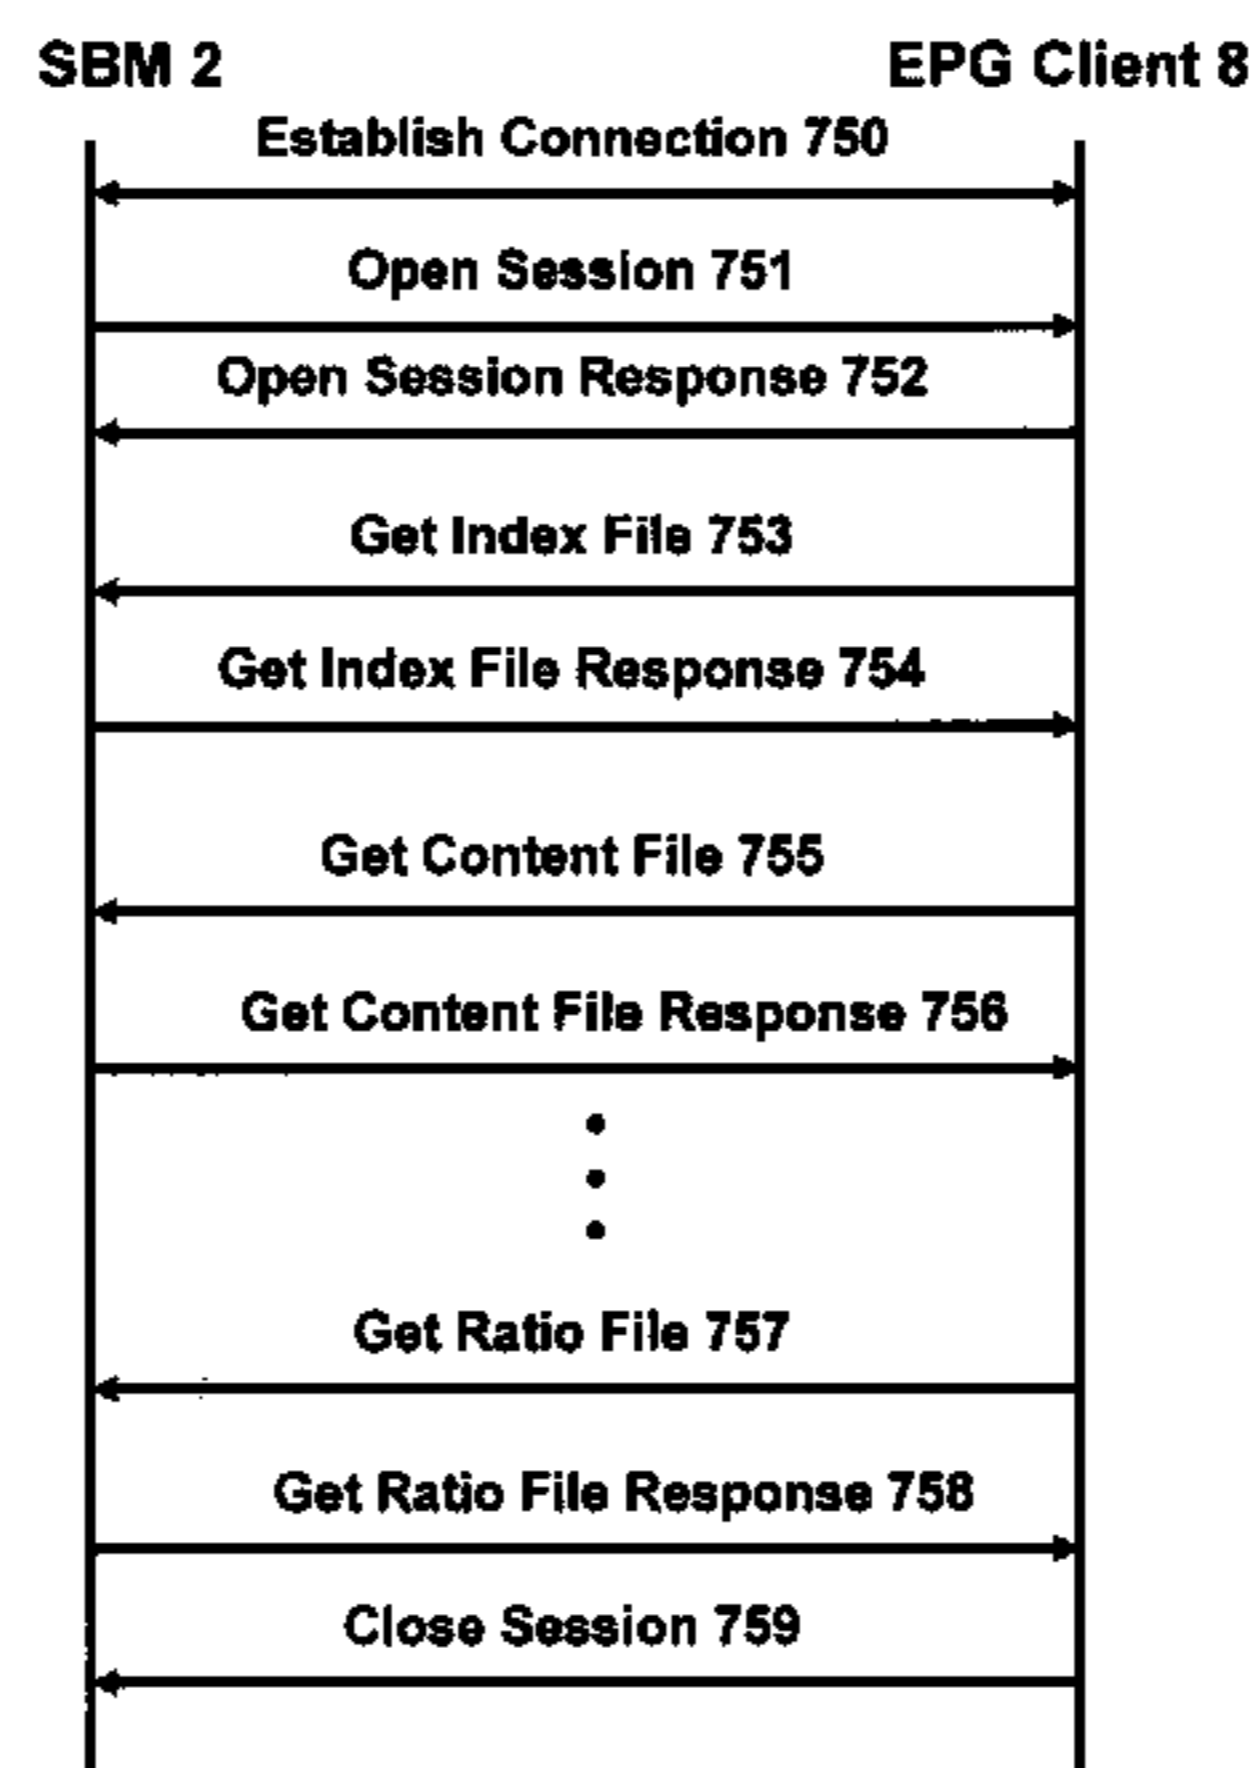 SBM 2
EPG Client 8
Establish Connection 750
Open Session 751
Open Session Response 752
Get Index File 753
Get Index File Response 754
Get Content File 755
Get Content File Response 756
Get Ratio File 757
Get Ratio File Response 758
Close Session 759